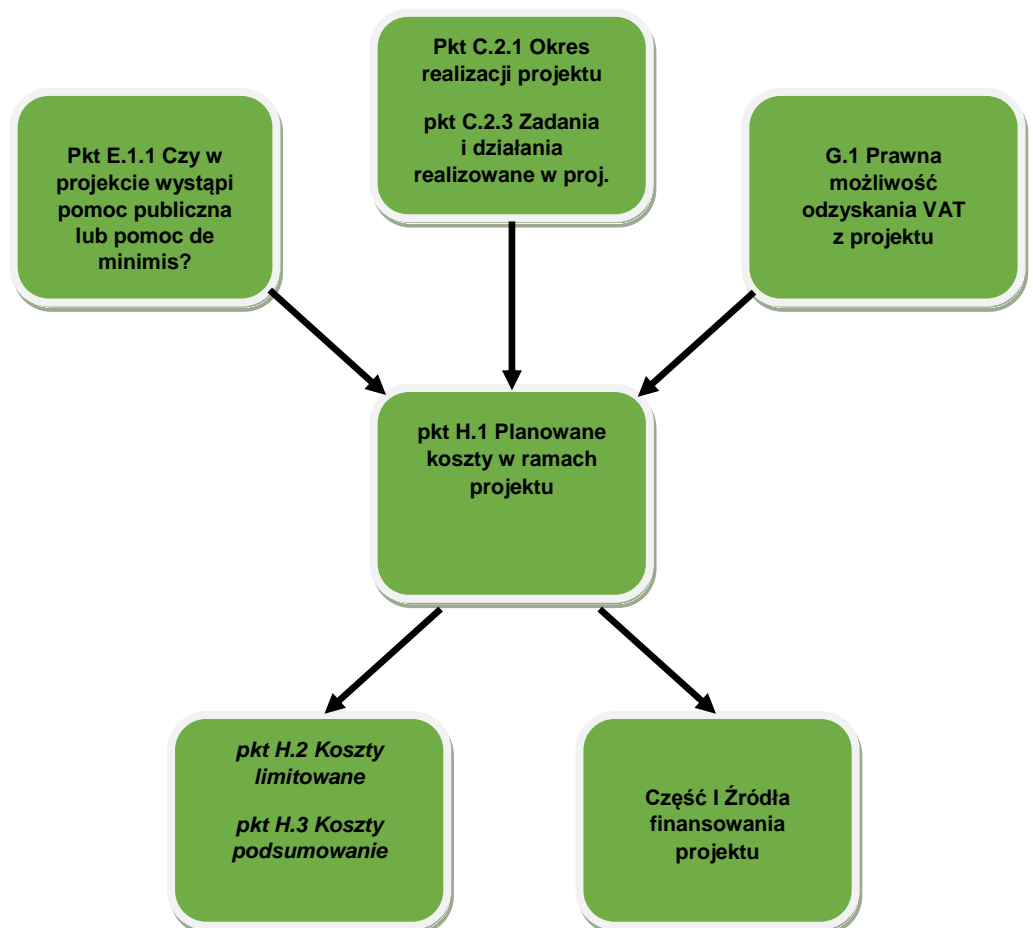 Pkt C.2.1 Okres
realizacji projektu
pkt C.2.3 Zadania
i działania
realizowane w proj.
Pkt E.1.1 Czy w
projekcie wystąpi
pomoc publiczna
lub pomoc de
minimis?
G.1 Prawna
możliwość
odzyskania VAT
z projektu
pkt H.1 Planowane
koszty w ramach
projektu
pkt H.2 Koszty
limitowane
pkt H.3 Koszty
podsumowanie
Część I Źródła
finansowania
projektu